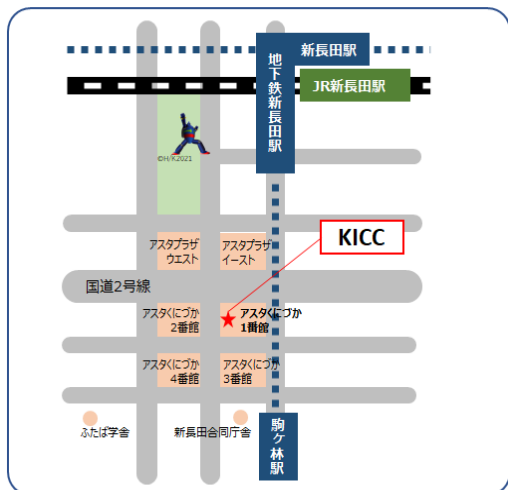 新長田駅
地下鉄新長田駅
JR新長田駅
©H/K2021
アスタプラザ
ウエスト
アスタプラザ
イースト
KICC
国道2号線
アスタくにづか
2番館
アスタくにづか
1番館
アスタくにづか
4番館
アスタくにづか
3番館
ふたば学舎
新長田合同庁舎
駒ヶ林駅